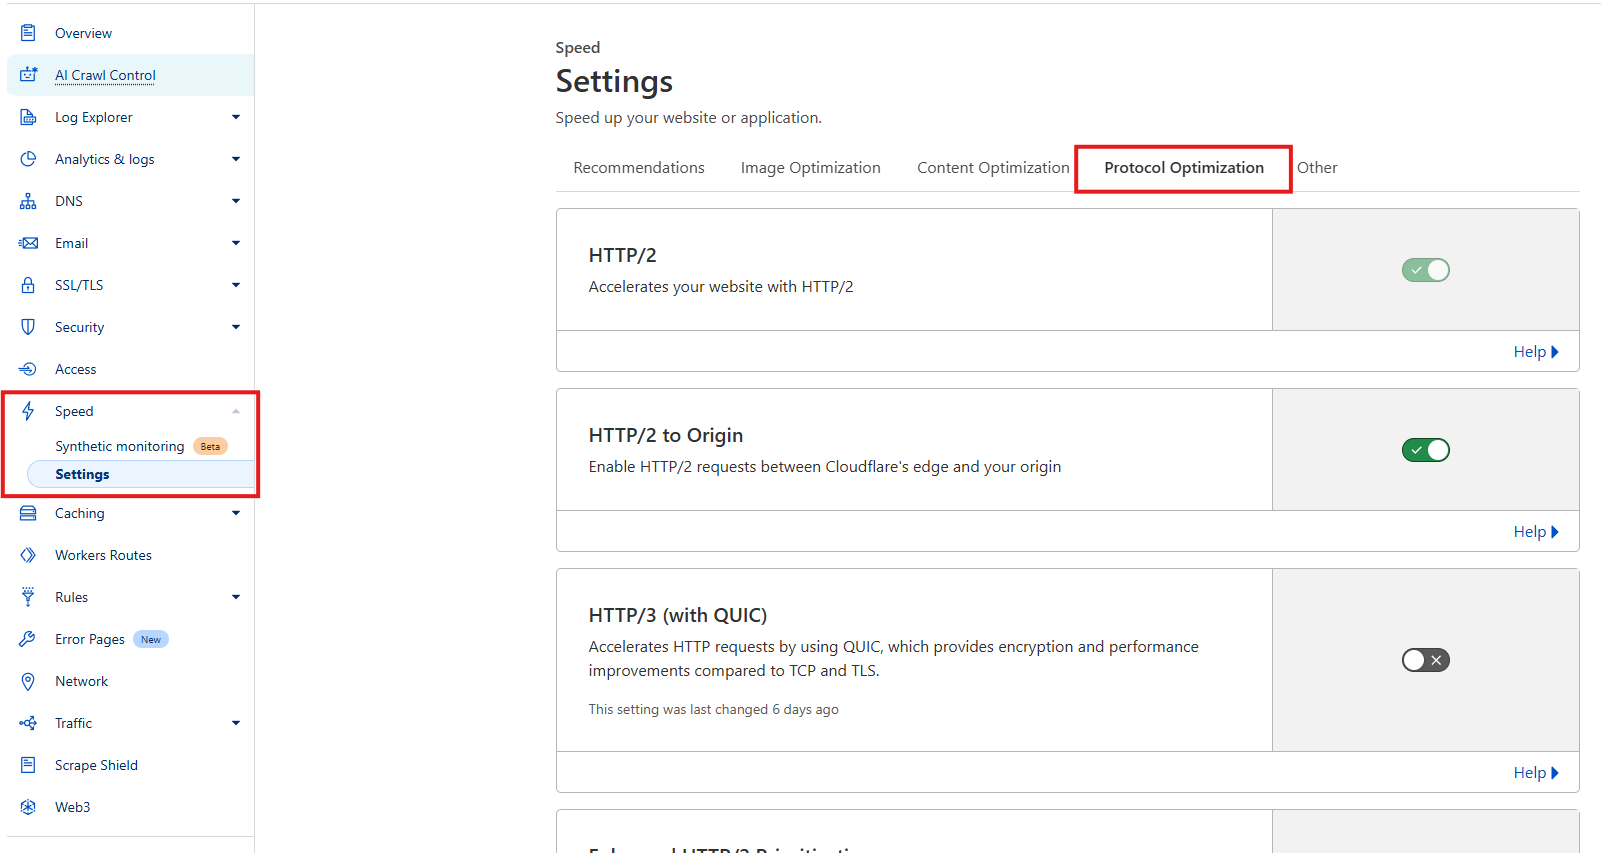 Overview
AI Crawl Control
Log Explorer
Analytics & logs
DNS
Email
SSL/TLS
Security
Access
Speed
Synthetic monitoring Beta
Settings
Caching
Workers Routes
Rules
Error Pages New
Network
Traffic
Scrape Shield
Web3
Speed
Settings
Speed up your website or application.
Recommendations Image Optimization Content Optimization Protocol Optimization Other
HTTP/2
Accelerates your website with HTTP/2
Help
HTTP/2 to Origin
Enable HTTP/2 requests between Cloudflare's edge and your origin
Help
HTTP/3 (with QUIC)
Accelerates HTTP requests by using QUIC, which provides encryption and performance
improvements compared to TCP and TLS.
This setting was last changed 6 days ago
Help